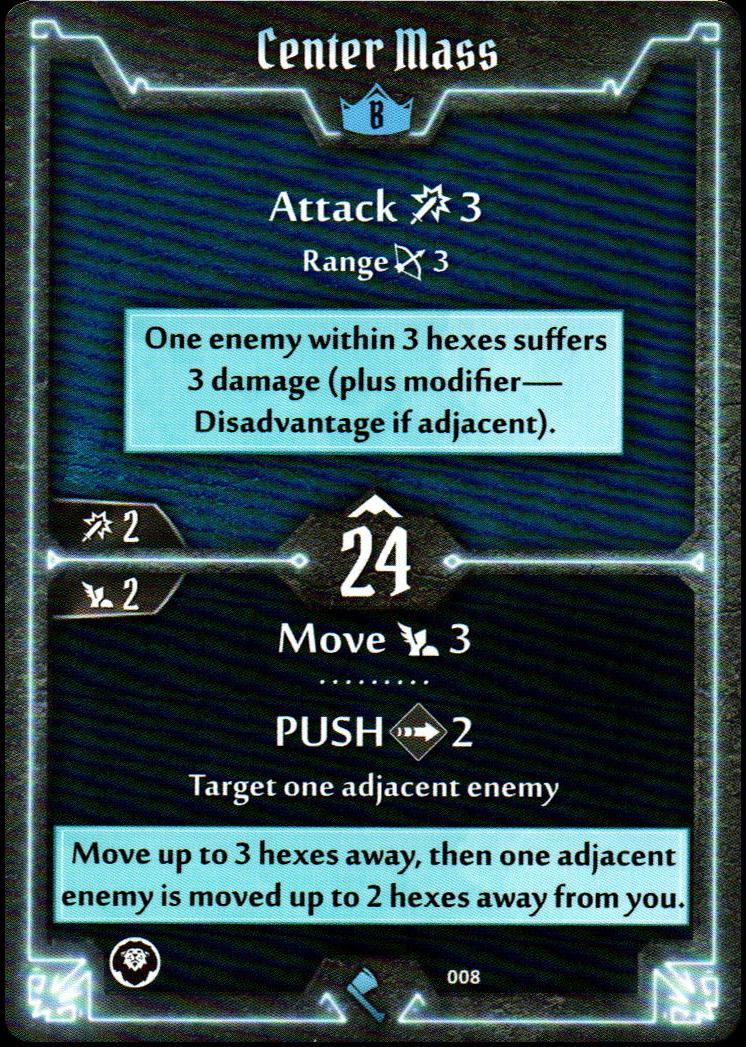 Center Mass
B
Attack 3
Range 3
One enemy within 3 hexes suffers
3 damage (plus modifier—
Disadvantage if adjacent).
2
24
2
Move 3
PUSH 2
Target one adjacent enemy
Move up to 3 hexes away, then one adjacent
enemy is moved up to 2 hexes away from you.
008